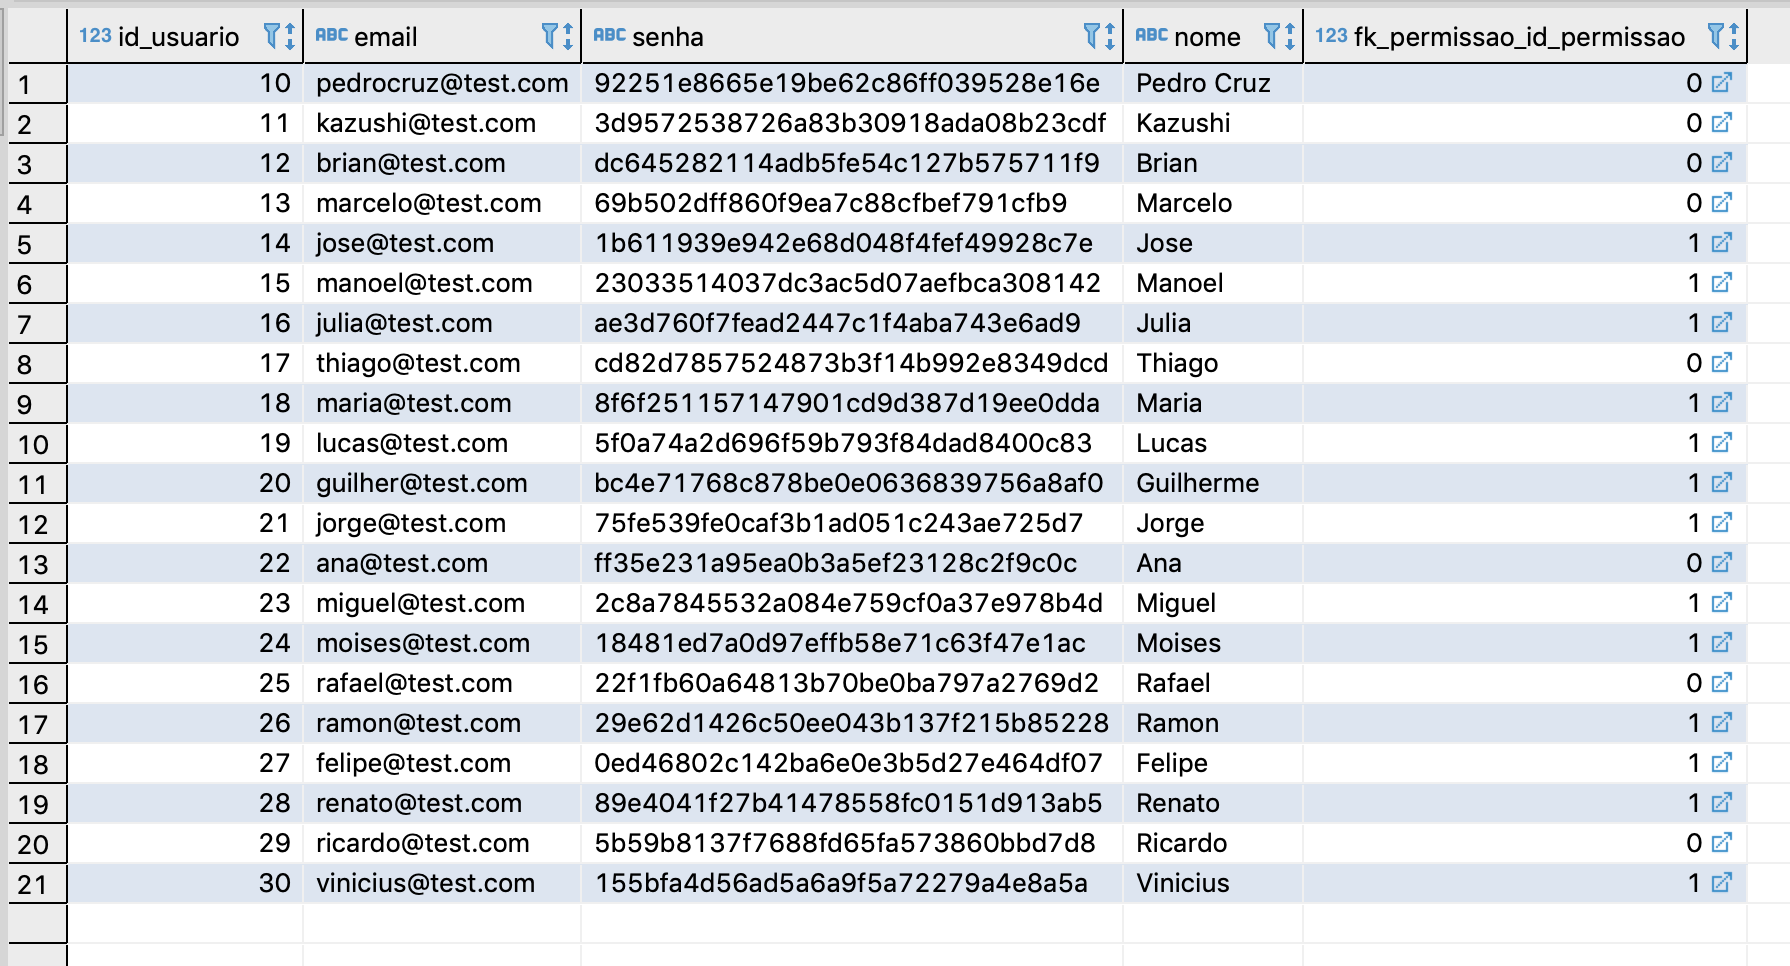 123 id_usuario ABC email ABC senha ABC nome 123 fk_permissao_id_permissao
1 10 pedrocruz@test.com 92251e8665e19be62c86ff039528e16e Pedro Cruz 0
2 11 kazushi@test.com 3d9572538726a83b30918ada08b23cdf Kazushi 0
3 12 brian@test.com dc645282114adb5fe54c127b575711f9 Brian 0
4 13 marcelo@test.com 69b502dff860f9ea7c88cfbef791cfb9 Marcelo 0
5 14 jose@test.com 1b611939e942e68d048f4fef49928c7e Jose 1
6 15 manoel@test.com 23033514037dc3ac5d07aefbca308142 Manoel 1
7 16 julia@test.com ae3d760f7fead2447c1f4aba743e6ad9 Julia 1
8 17 thiago@test.com cd82d7857524873b3f14b992e8349dcd Thiago 0
9 18 maria@test.com 8f6f251157147901cd9d387d19ee0dda Maria 1
10 19 lucas@test.com 5f0a74a2d696f59b793f84dad8400c83 Lucas 1
11 20 guilher@test.com bc4e71768c878be0e0636839756a8af0 Guilherme 1
12 21 jorge@test.com 75fe539fe0caf3b1ad051c243ae725d7 Jorge 1
13 22 ana@test.com ff35e231a95ea0b3a5ef23128c2f9c0c Ana 0
14 23 miguel@test.com 2c8a7845532a084e759cf0a37e978b4d Miguel 1
15 24 moises@test.com 18481ed7a0d97effb58e71c63f47e1ac Moises 1
16 25 rafael@test.com 22f1fb60a64813b70be0ba797a2769d2 Rafael 0
17 26 ramon@test.com 29e62d1426c50ee043b137f215b85228 Ramon 1
18 27 felipe@test.com 0ed46802c142ba6e0e3b5d27e464df07 Felipe 1
19 28 renato@test.com 89e4041f27b41478558fc0151d913ab5 Renato 1
20 29 ricardo@test.com 5b59b8137f7688fd65fa573860bbd7d8 Ricardo 0
21 30 vinicius@test.com 155bfa4d56ad5a6a9f5a72279a4e8a5a Vinicius 1